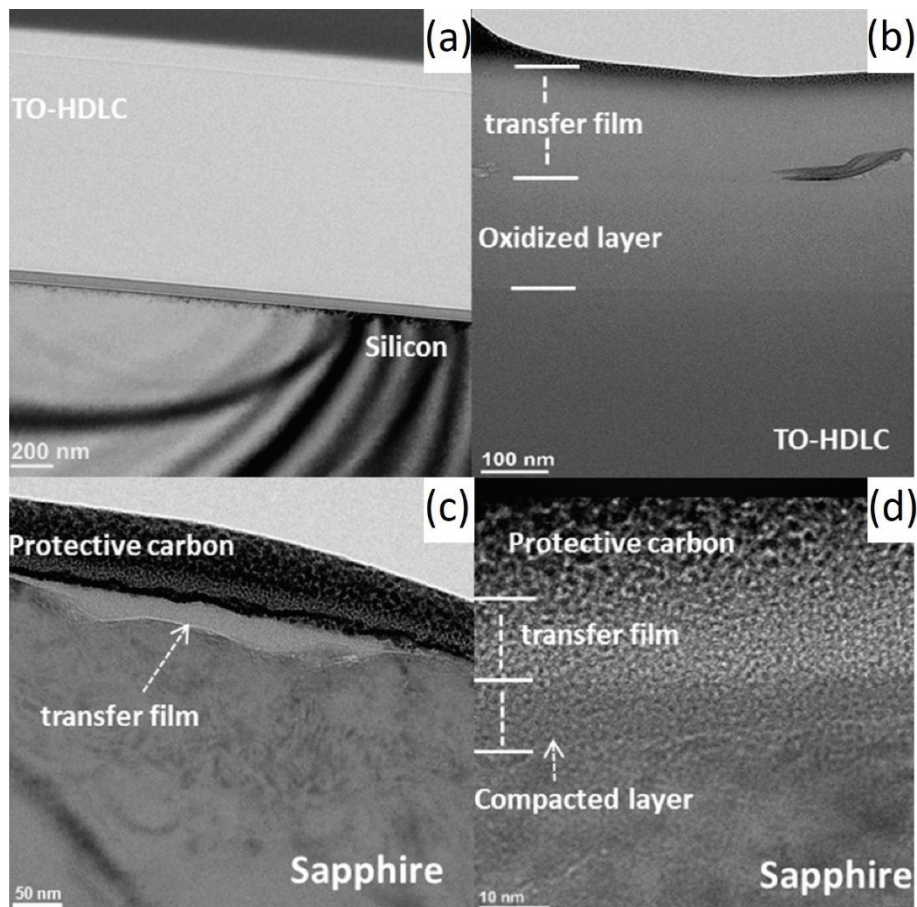 (a)
TO-HDLC
Silicon
200 nm
(b)
transfer film
Oxidized layer
TO-HDLC
100 nm
(c)
Protective carbon
transfer film
Sapphire
50 nm
(d)
Protective carbon
transfer film
Compacted layer
Sapphire
10 nm